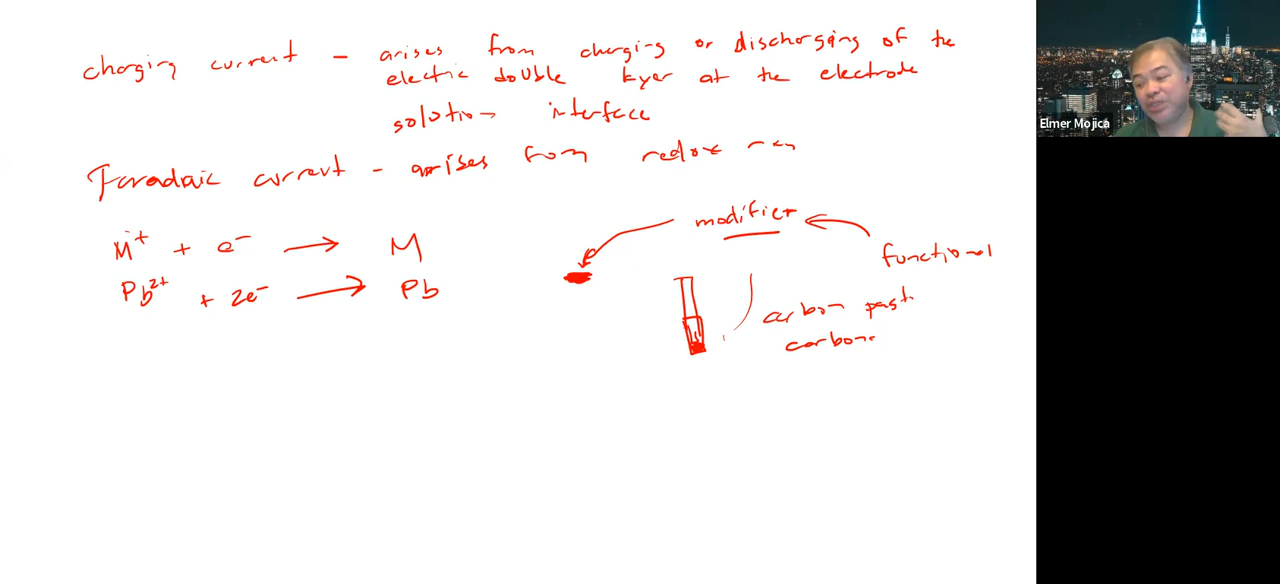 charging current - arises from charging or discharging of the
electric double layer at the electrode
solution interface
Faradaic current - arises from redox rxn
M+ + e- → M
Pb2+ + 2e- → Pb
modifier
functional
carbon past
carbon
Elmer Mojica